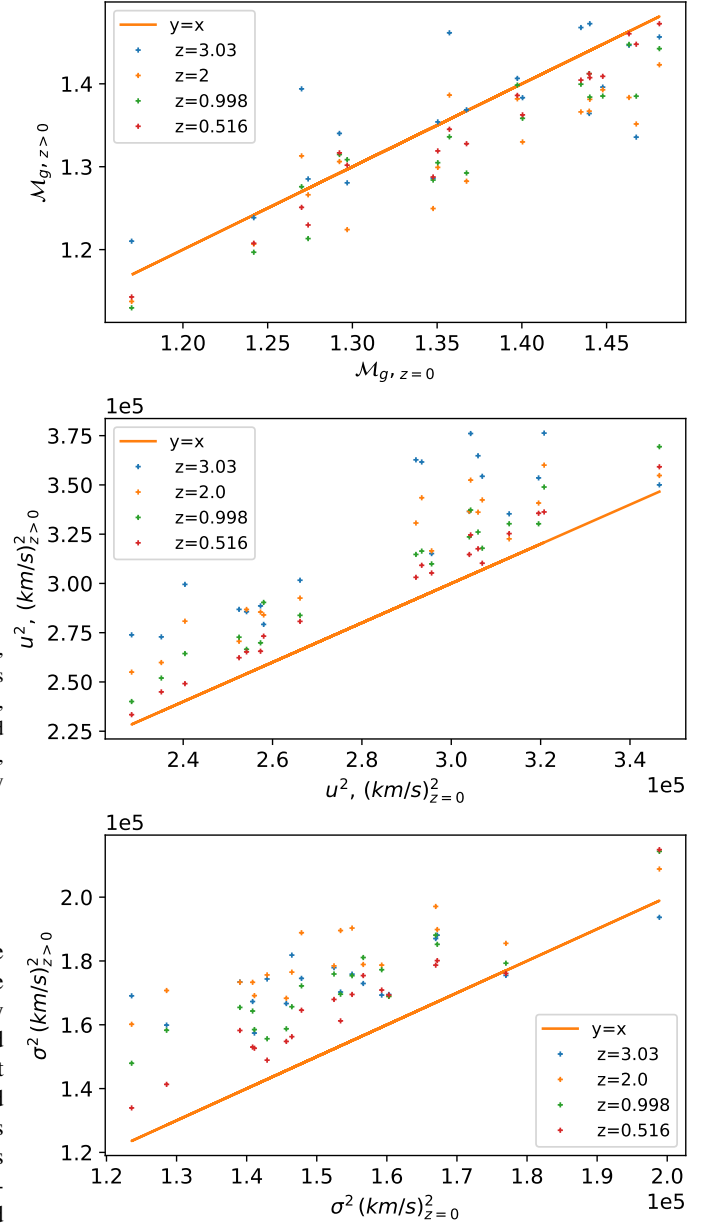 y=x
z=3.03
z=2
z=0.998
z=0.516
1.4
1.3
1.2
ℳg, z>0
1.20 1.25 1.30 1.35 1.40 1.45
ℳg, z=0
1e5
y=x
z=3.03
z=2.0
z=0.998
z=0.516
3.75
3.50
3.25
3.00
2.75
2.50
2.25
u², (km/s)²z>0
2.4 2.6 2.8 3.0 3.2 3.4
1e5
u², (km/s)²z=0
1e5
2.0
1.8
1.6
1.4
1.2
σ² (km/s)²z>0
y=x
z=3.03
z=2.0
z=0.998
z=0.516
1.2 1.3 1.4 1.5 1.6 1.7 1.8 1.9 2.0
1e5
σ² (km/s)²z=0